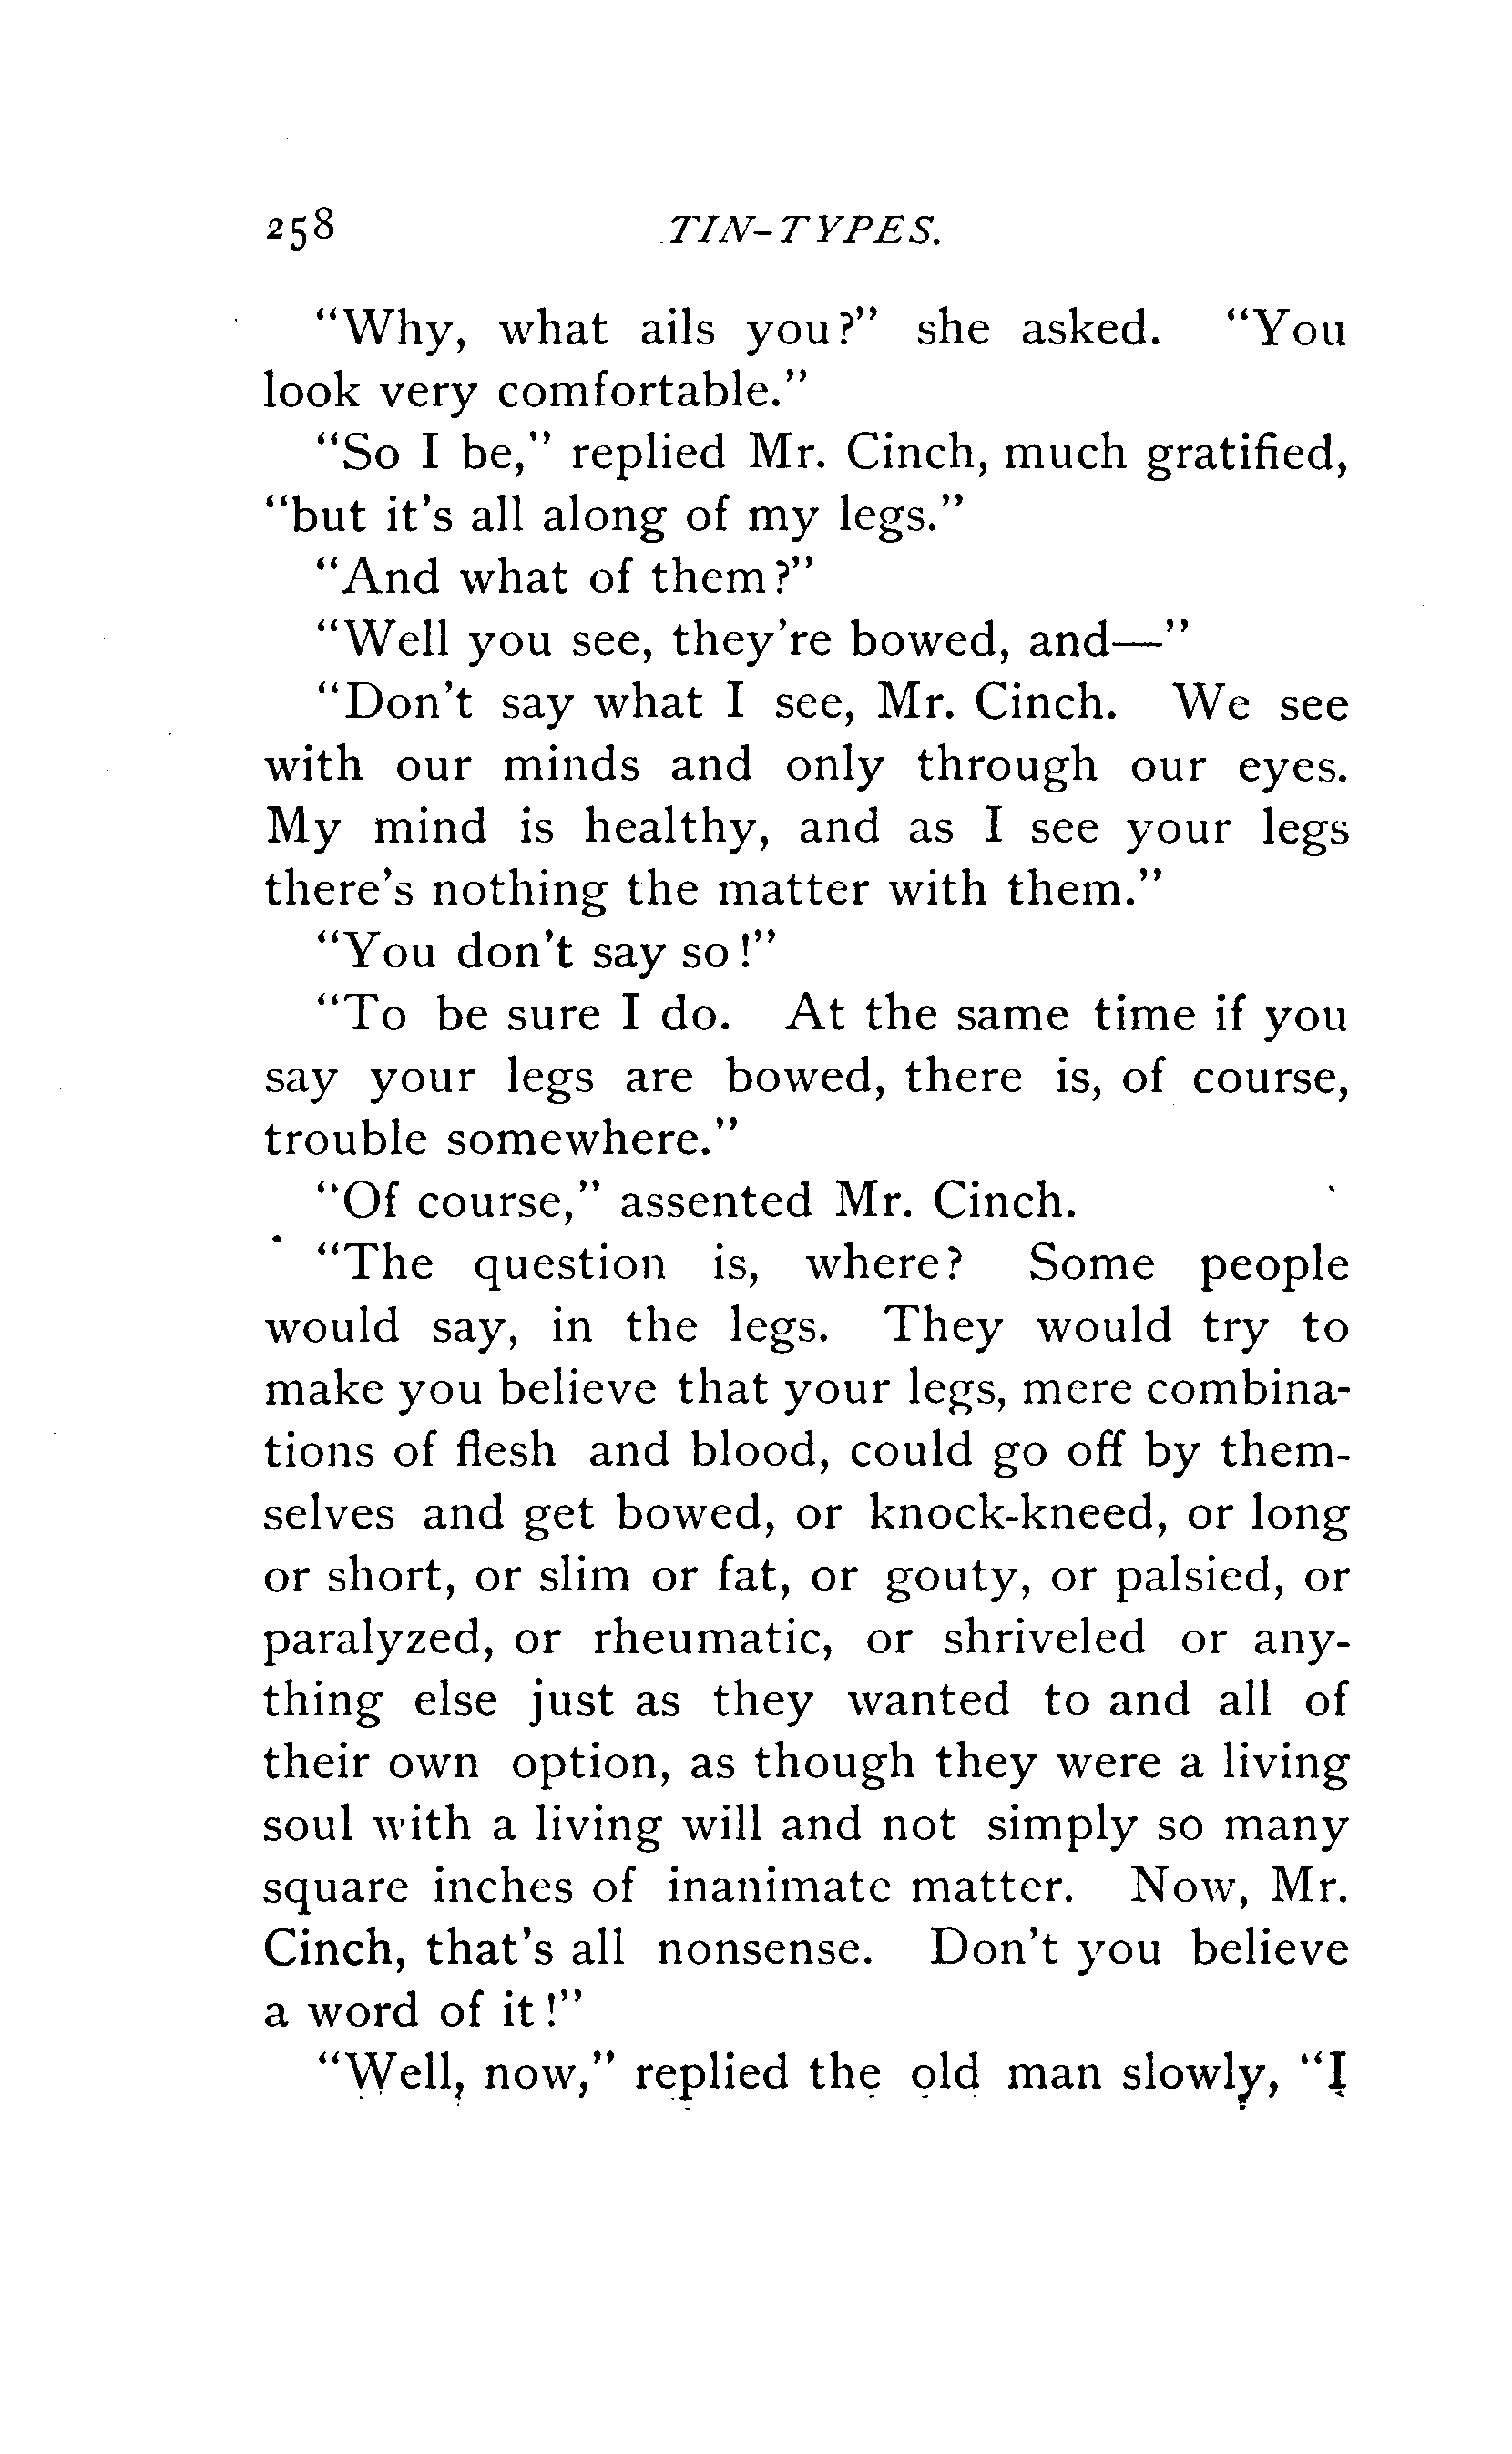 258 TIN-TYPES.
"Why, what ails you?" she asked. "You
look very comfortable."
"So I be," replied Mr. Cinch, much gratified,
"but it's all along of my legs."
"And what of them?"
"Well you see, they're bowed, and—"
"Don't say what I see, Mr. Cinch. We see
with our minds and only through our eyes.
My mind is healthy, and as I see your legs
there's nothing the matter with them."
"You don't say so!"
"To be sure I do. At the same time if you
say your legs are bowed, there is, of course,
trouble somewhere."
"Of course," assented Mr. Cinch.
"The question is, where? Some people
would say, in the legs. They would try to
make you believe that your legs, mere combina-
tions of flesh and blood, could go off by them-
selves and get bowed, or knock-kneed, or long
or short, or slim or fat, or gouty, or palsied, or
paralyzed, or rheumatic, or shriveled or any-
thing else just as they wanted to and all of
their own option, as though they were a living
soul with a living will and not simply so many
square inches of inanimate matter. Now, Mr.
Cinch, that's all nonsense. Don't you believe
a word of it!"
"Well, now," replied the old man slowly, "I